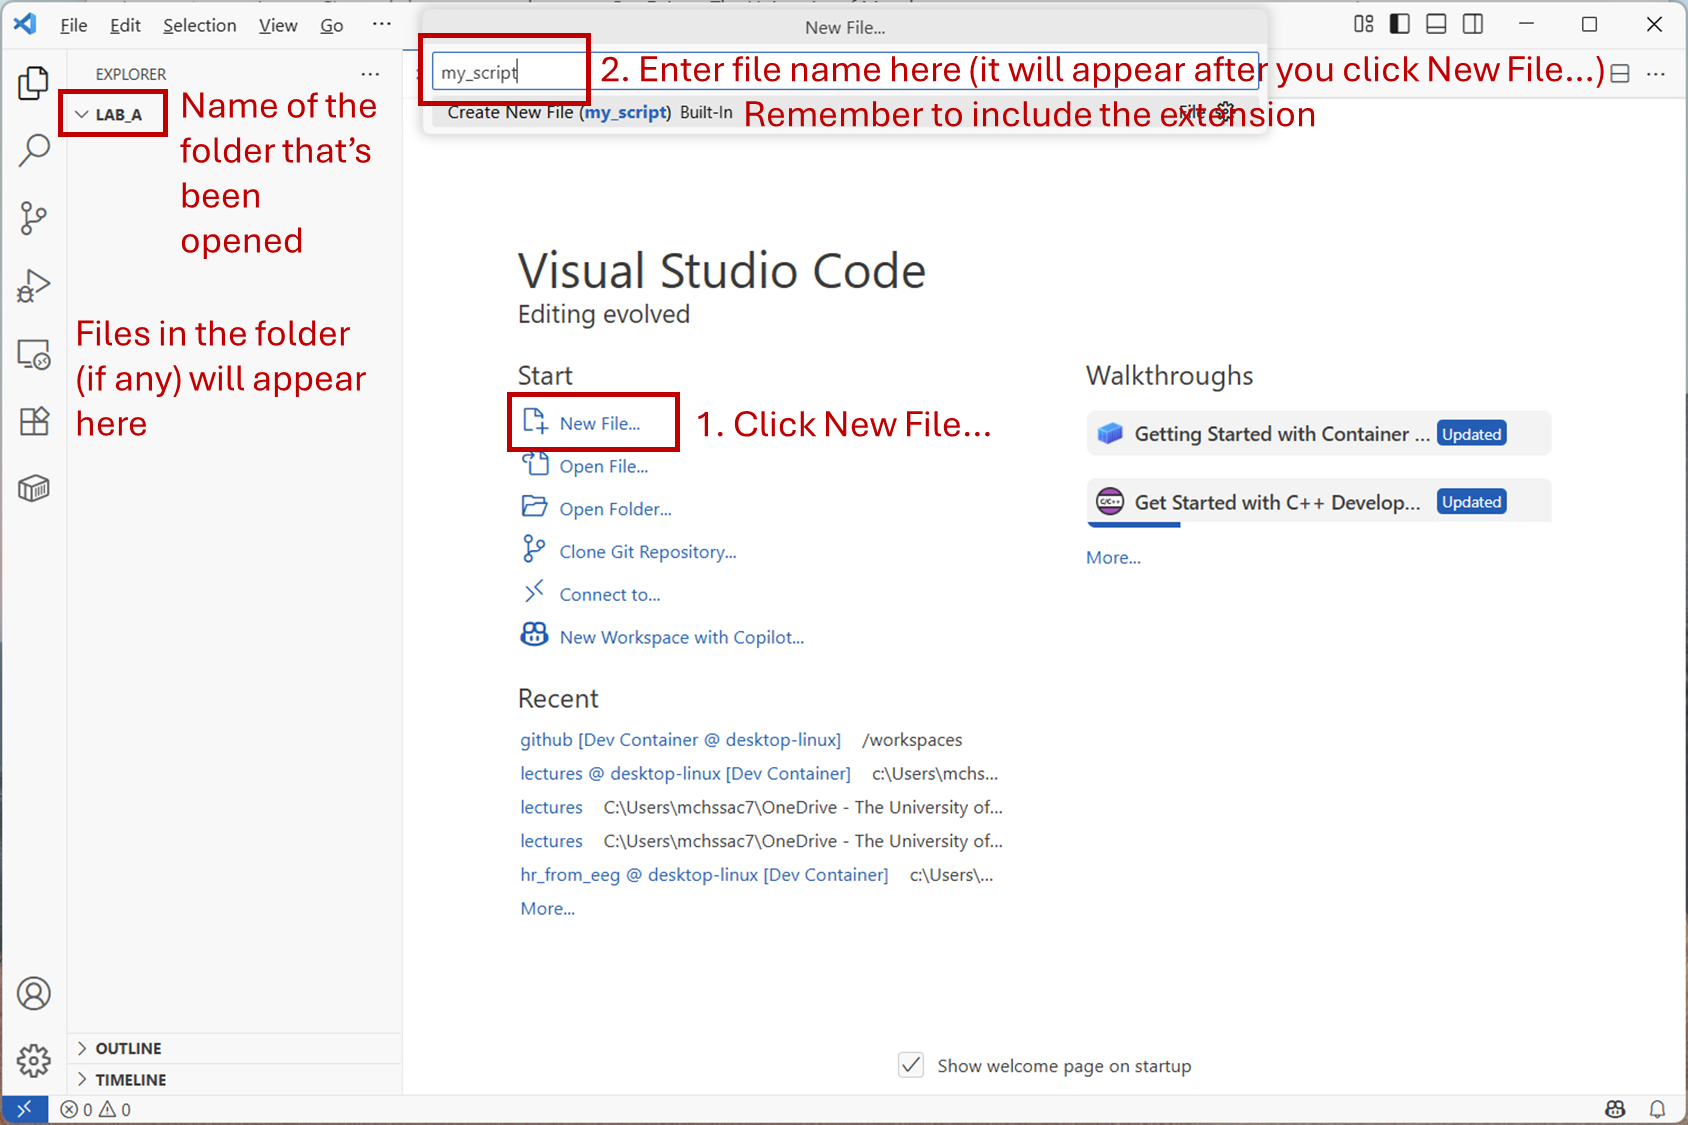 File Edit Selection View Go ...
New File...
my_script
2. Enter file name here (it will appear after you click New File...)
Create New File (my_script) Built-In
File
Remember to include the extension
EXPLORER
LAB_A
Name of the
folder that’s
been
opened
Files in the folder
(if any) will appear
here
Visual Studio Code
Editing evolved
Start
New File...
1. Click New File...
Open File...
Open Folder...
Clone Git Repository...
Connect to...
New Workspace with Copilot...
Walkthroughs
Getting Started with Container ... Updated
C/C++
Get Started with C++ Develop... Updated
More...
Recent
github [Dev Container @ desktop-linux] /workspaces
lectures @ desktop-linux [Dev Container] c:\Users\mchs...
lectures C:\Users\mchssac7\OneDrive - The University of...
lectures C:\Users\mchssac7\OneDrive - The University of...
hr_from_eeg @ desktop-linux [Dev Container] c:\Users\...
More...
Show welcome page on startup
OUTLINE
TIMELINE
0 0